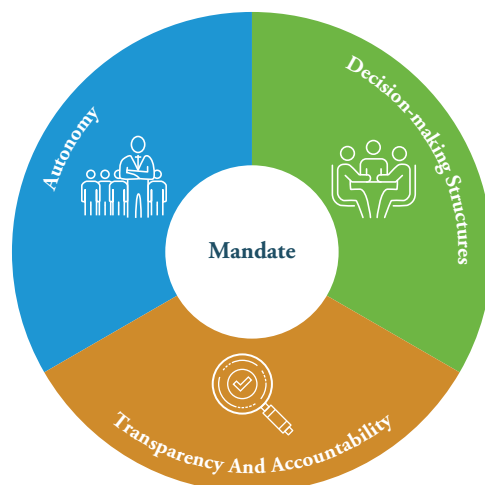 Autonomy
Decision-making Structures
Mandate
Transparency And Accountability